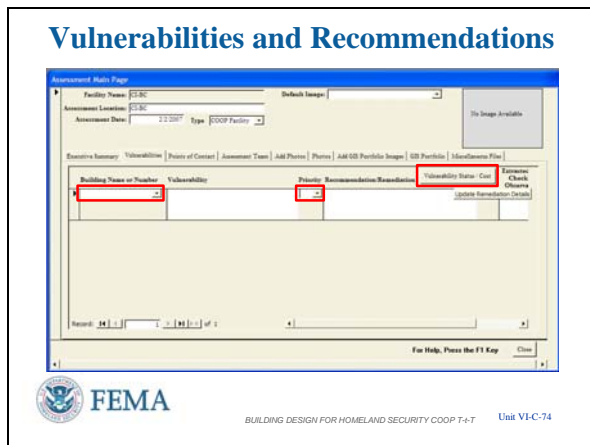 Vulnerabilities and Recommendations
Assessment Main Page
Facility Name: CI-BC
Default Image:
No Image Available
Assessment Location: CI-BC
Assessment Date: 2/2/2007 Type COOP Facility
Executive Summary Vulnerabilities Points of Contact Assessment Team Add Photos Photos Add GIS Portfolio Images GIS Portfolio Miscellaneous Files
Building Name or Number Vulnerability Priority Recommendation/Remediation Vulnerability Status / Cost
Check
Observa
Update Remediation Details
Record: 1 of 1
For Help, Press the F1 Key Close
FEMA
BUILDING DESIGN FOR HOMELAND SECURITY COOP T-t-T Unit VI-C-74